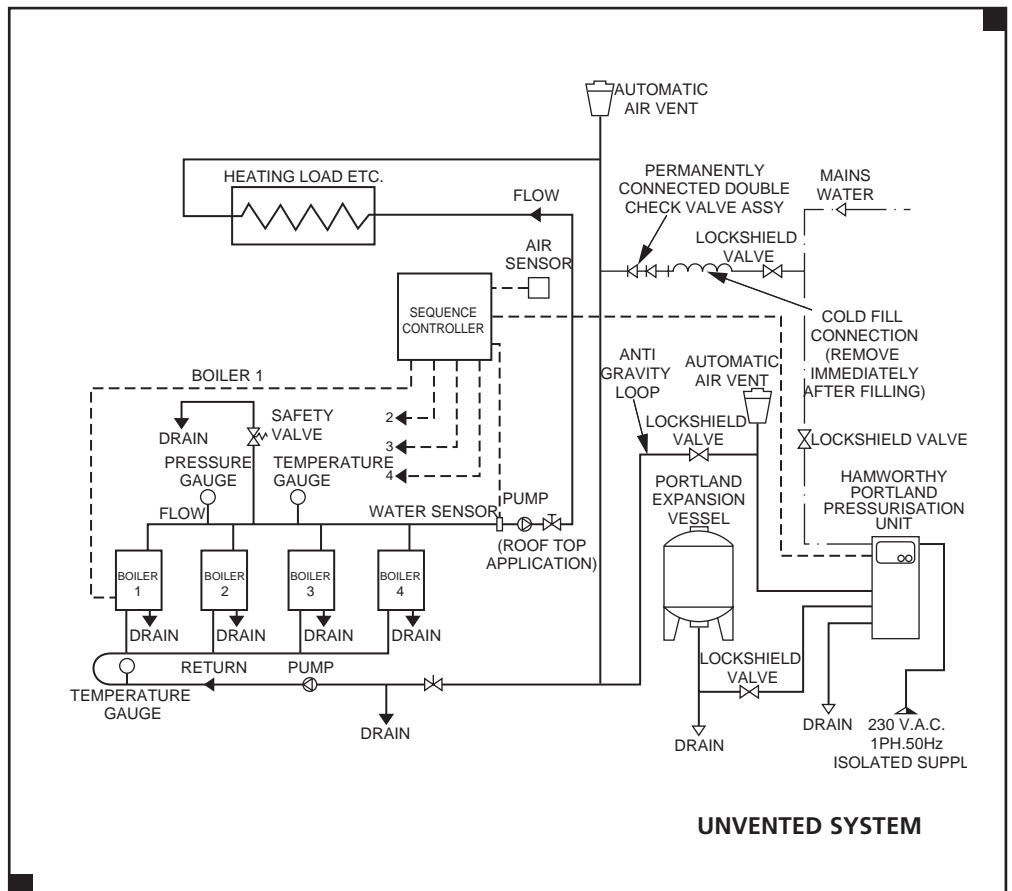 AUTOMATIC
AIR VENT
HEATING LOAD ETC.
FLOW
PERMANENTLY
CONNECTED DOUBLE
CHECK VALVE ASSY
MAINS
WATER
LOCKSHIELD
VALVE
AIR
SENSOR
SEQUENCE
CONTROLLER
COLD FILL
CONNECTION
(REMOVE
IMMEDIATELY
AFTER FILLING)
ANTI
GRAVITY
LOOP
AUTOMATIC
AIR VENT
BOILER 1
LOCKSHIELD
VALVE
LOCKSHIELD VALVE
DRAIN
SAFETY
VALVE
2
3
4
PRESSURE
GAUGE
TEMPERATURE
GAUGE
FLOW
WATER SENSOR
PUMP
(ROOF TOP
APPLICATION)
PORTLAND
EXPANSION
VESSEL
HAMWORTHY
PORTLAND
PRESSURISATION
UNIT
BOILER
1
BOILER
2
BOILER
3
BOILER
4
DRAIN
DRAIN
DRAIN
DRAIN
RETURN
PUMP
TEMPERATURE
GAUGE
DRAIN
LOCKSHIELD
VALVE
DRAIN
DRAIN
230 V.A.C.
1PH.50Hz
ISOLATED SUPPL
UNVENTED SYSTEM